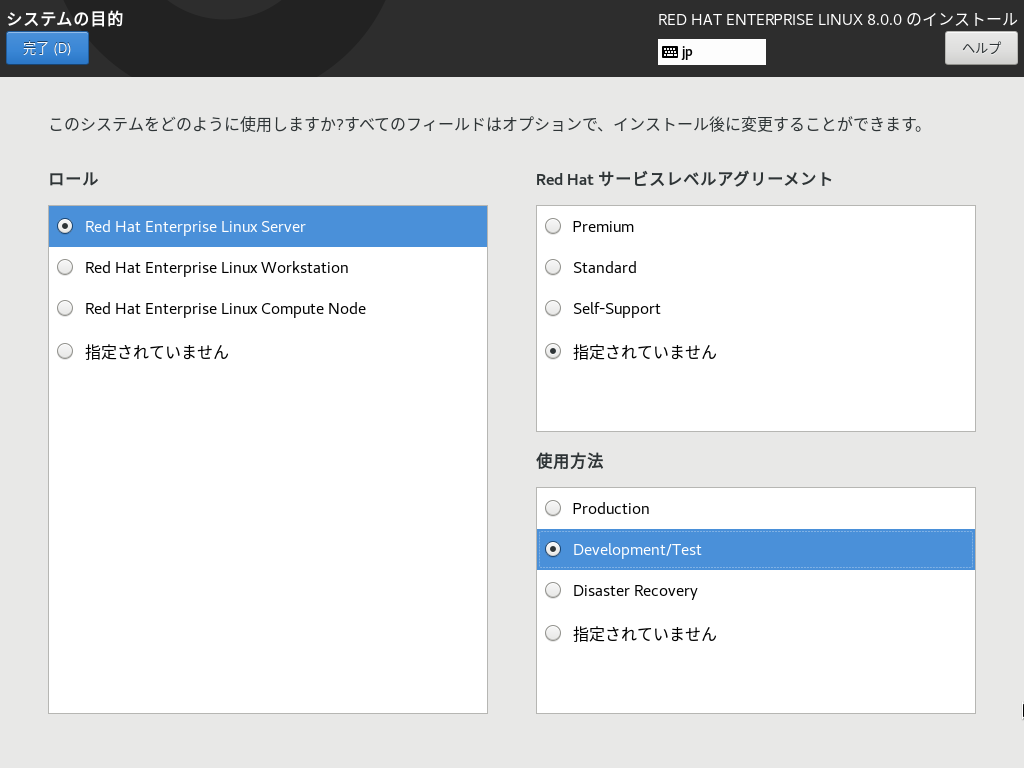 システムの目的
RED HAT ENTERPRISE LINUX 8.0.0 のインストール
完了 (D)
jp
ヘルプ
このシステムをどのように使用しますか?すべてのフィールドはオプションで、インストール後に変更することができます。
ロール
Red Hat Enterprise Linux Server
Red Hat Enterprise Linux Workstation
Red Hat Enterprise Linux Compute Node
指定されていません
Red Hat サービスレベルアグリーメント
Premium
Standard
Self-Support
指定されていません
使用方法
Production
Development/Test
Disaster Recovery
指定されていません